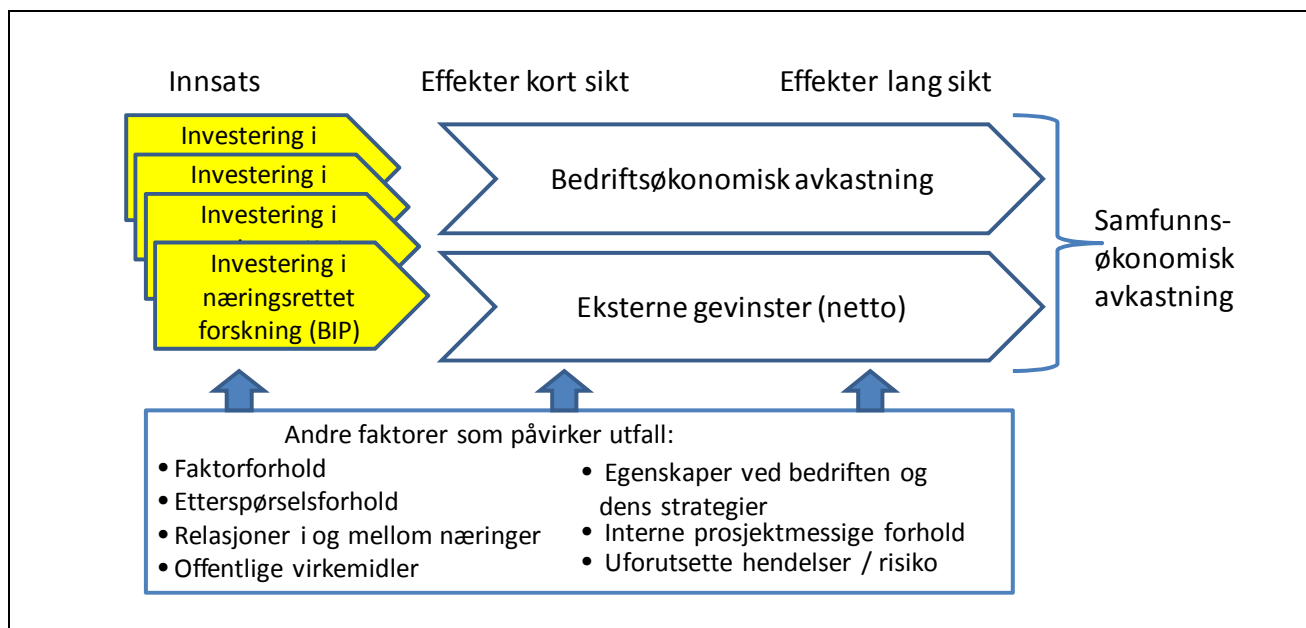 Innsats
Effekter kort sikt
Effekter lang sikt
Investering i
Investering i
Investering i
Investering i
næringsrettet
forskning (BIP)
Bedriftsøkonomisk avkastning
Eksterne gevinster (netto)
Samfunns-
økonomisk
avkastning
Andre faktorer som påvirker utfall:
• Faktorforhold
• Etterspørselsforhold
• Relasjoner i og mellom næringer
• Offentlige virkemidler
• Egenskaper ved bedriften og
dens strategier
• Interne prosjektmessige forhold
• Uforutsette hendelser / risiko